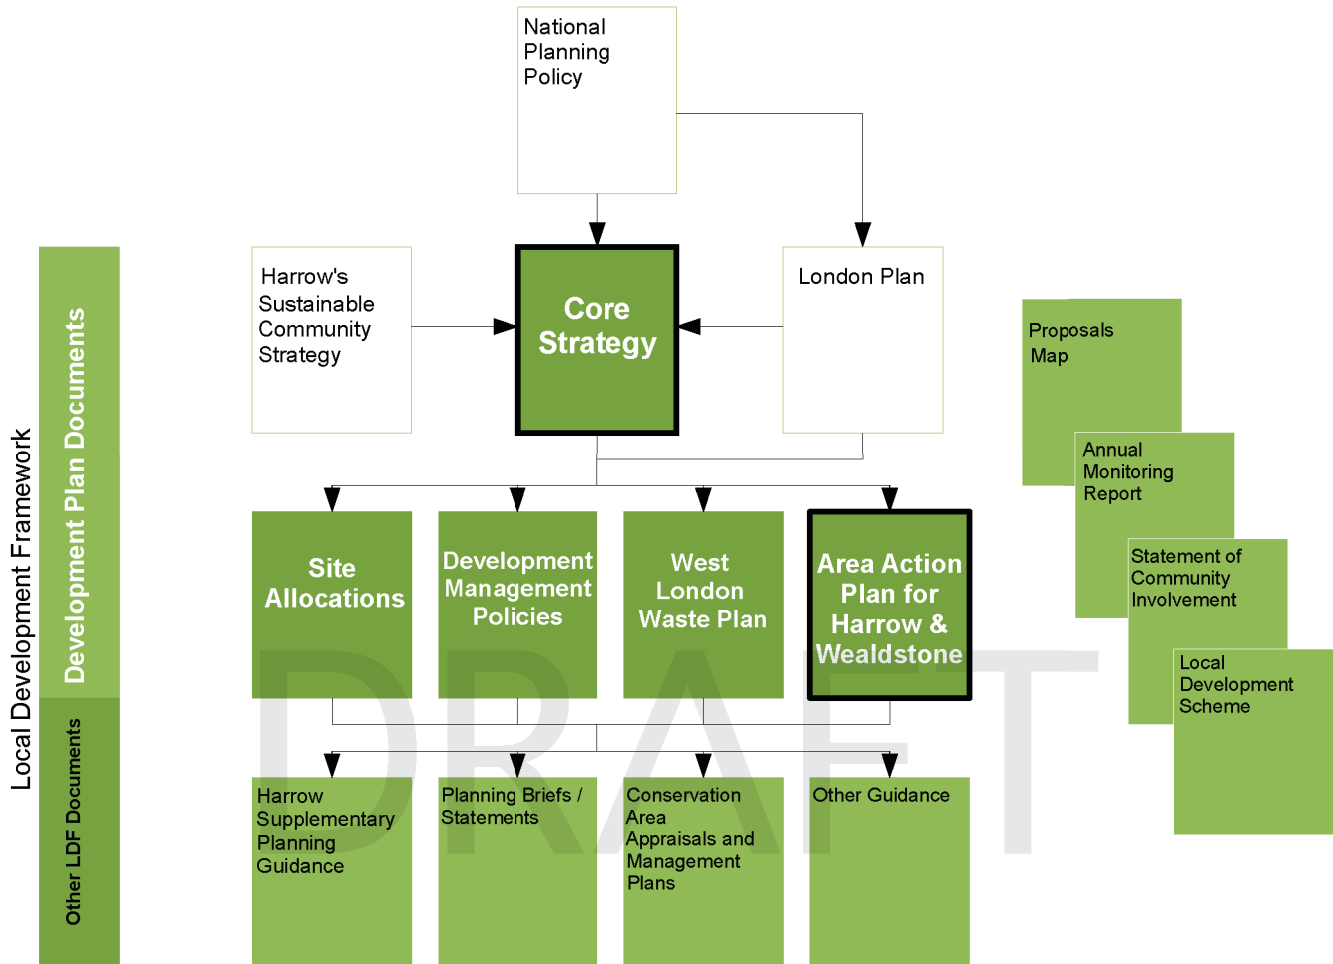 National
Planning
Policy
Harrow's
Sustainable
Community
Strategy
Core
Strategy
London Plan
Proposals
Map
Annual
Monitoring
Report
Statement of
Community
Involvement
Local
Development
Scheme
Local Development Framework
Development Plan Documents
Other LDF Documents
Site
Allocations
Development
Management
Policies
West
London
Waste Plan
Area Action
Plan for
Harrow &
Wealdstone
DRAFT
Harrow
Supplementary
Planning
Guidance
Planning Briefs /
Statements
Conservation
Area
Appraisals and
Management
Plans
Other Guidance